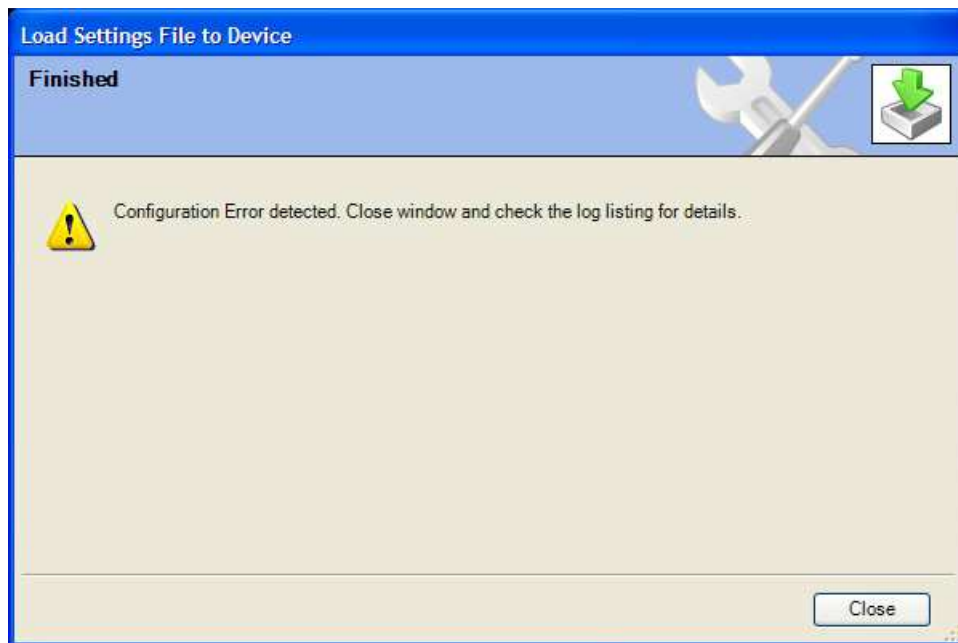 Load Settings File to Device
Finished
Configuration Error detected. Close window and check the log listing for details.
Close